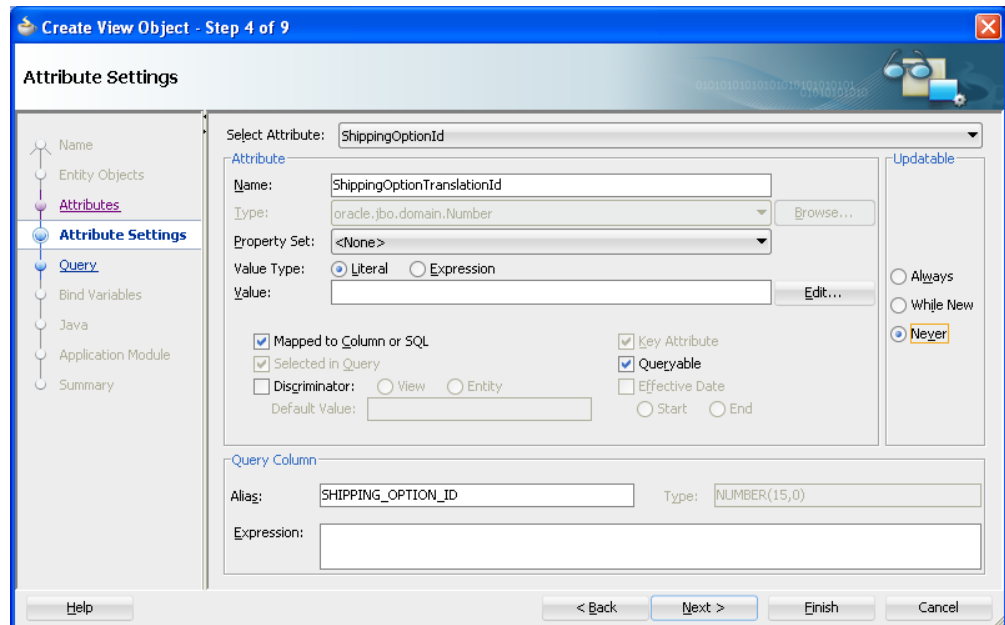 Create View Object - Step 4 of 9
Attribute Settings
Name
Entity Objects
Attributes
Attribute Settings
Query
Bind Variables
Java
Application Module
Summary
Select Attribute: ShippingOptionId
Attribute
Name: ShippingOptionTranslationId
Type: oracle.jbo.domain.Number Browse...
Property Set: <None>
Value Type: Literal Expression
Value: Edit...
Mapped to Column or SQL Key Attribute
Selected in Query Queryable
Discriminator: View Entity Effective Date
Default Value: Start End
Updatable
Always
While New
Never
Query Column
Alias: SHIPPING_OPTION_ID Type: NUMBER(15,0)
Expression:
Help < Back Next > Finish Cancel